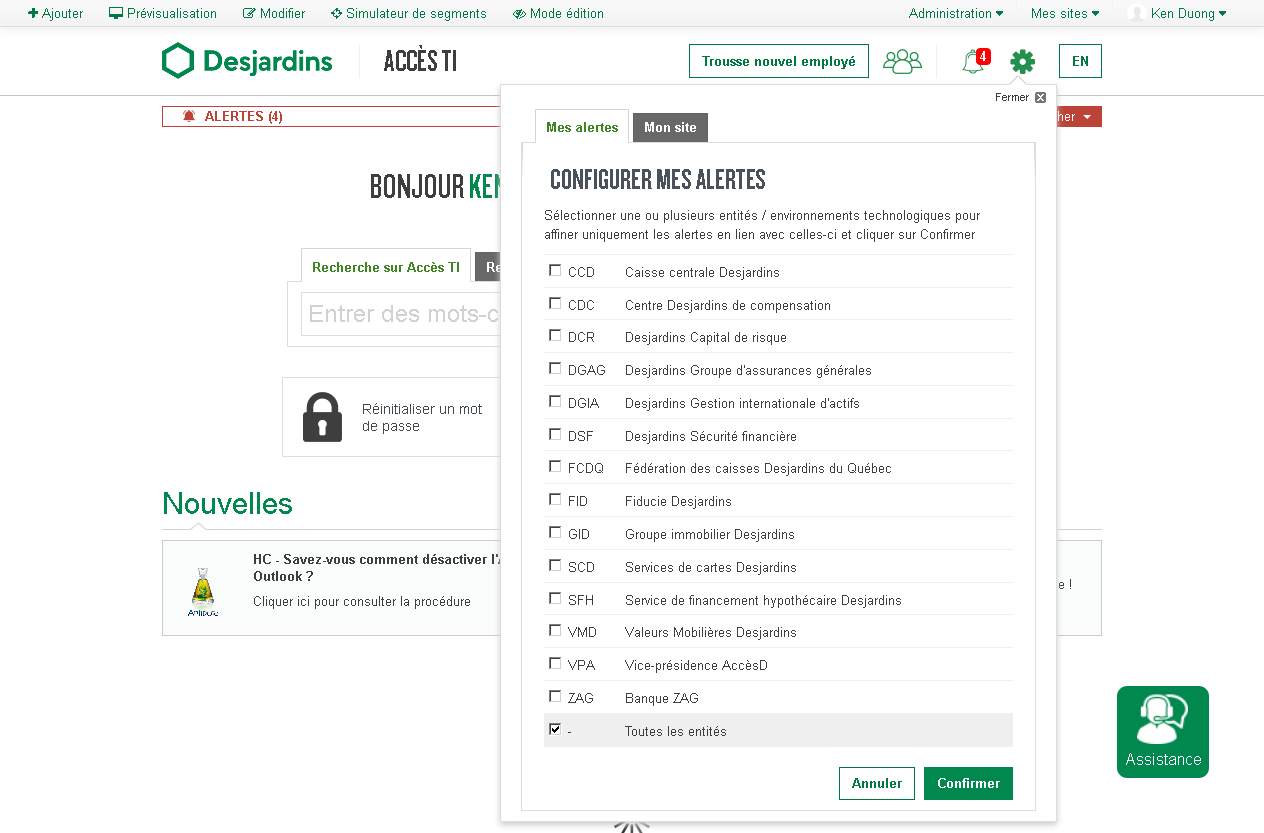 Ajouter Prévisualisation Modifier Simulateur de segments Mode édition Administration Mes sites Ken Duong
Desjardins ACCÈS TI Trousse nouvel employé 4 EN
Fermer
ALERTES (4) her
Mes alertes Mon site
CONFIGURER MES ALERTES
BONJOUR KEN
Sélectionner une ou plusieurs entités / environnements technologiques pour
affiner uniquement les alertes en lien avec celles-ci et cliquer sur Confirmer
Recherche sur Accès TI Re
Entrer des mots-c
CCD Caisse centrale Desjardins
CDC Centre Desjardins de compensation
DCR Desjardins Capital de risque
DGAG Desjardins Groupe d'assurances générales
DGIA Desjardins Gestion internationale d'actifs
DSF Desjardins Sécurité financière
FCDQ Fédération des caisses Desjardins du Québec
FID Fiducie Desjardins
GID Groupe immobilier Desjardins
SCD Services de cartes Desjardins
SFH Service de financement hypothécaire Desjardins
VMD Valeurs Mobilières Desjardins
VPA Vice-présidence AccèsD
ZAG Banque ZAG
- Toutes les entités
Annuler Confirmer
Réinitialiser un mot
de passe
Nouvelles
HC - Savez-vous comment désactiver l'
Outlook ?
Cliquer ici pour consulter la procédure
Antidote
e !
Assistance